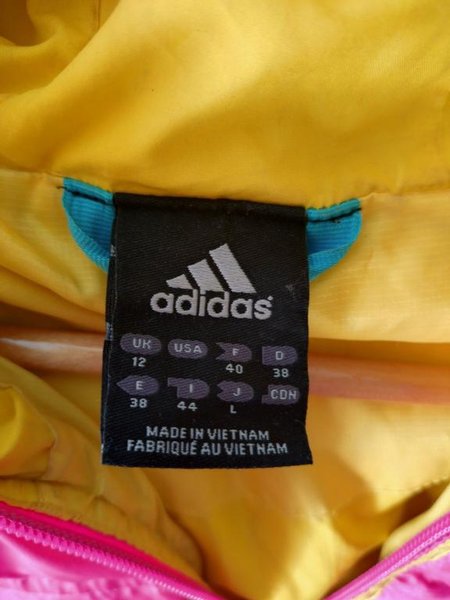 adidas
UK USA F D
12 40 38
E I J CDN
38 44 L
MADE IN VIETNAM
FABRIQUÉ AU VIETNAM